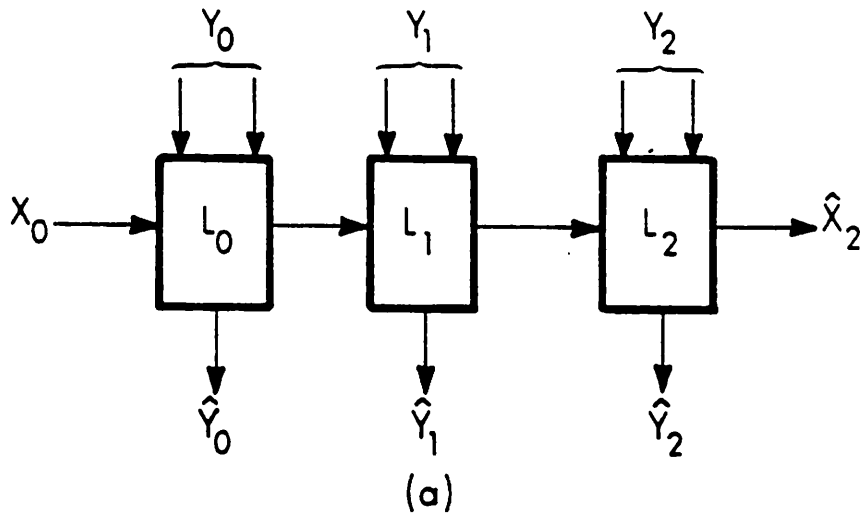 Y₀ Y₁ Y₂
X₀ L₀ L₁ L₂ X̂₂
Ŷ₀ Ŷ₁ Ŷ₂
(a)